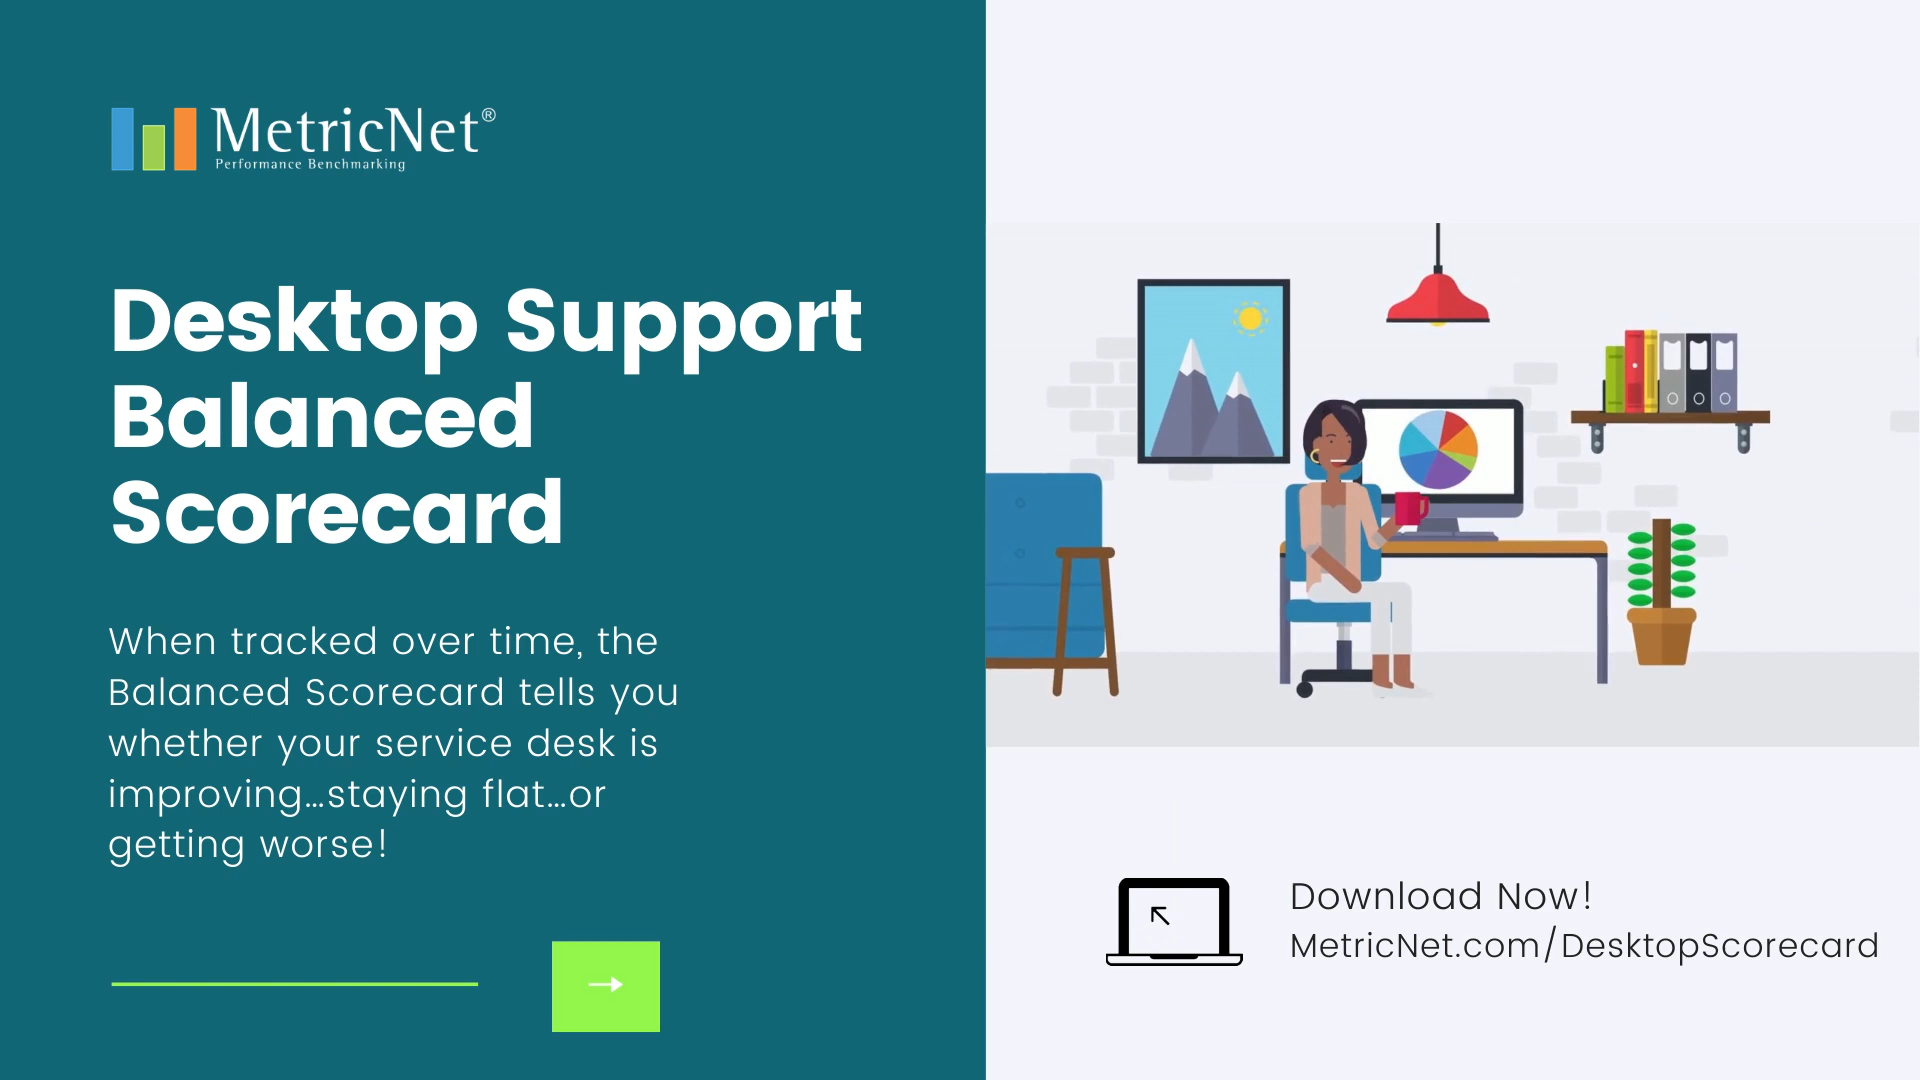 MetricNet®
Performance Benchmarking
Desktop Support
Balanced
Scorecard
When tracked over time, the
Balanced Scorecard tells you
whether your service desk is
improving...staying flat...or
getting worse!
Download Now!
MetricNet.com/DesktopScorecard